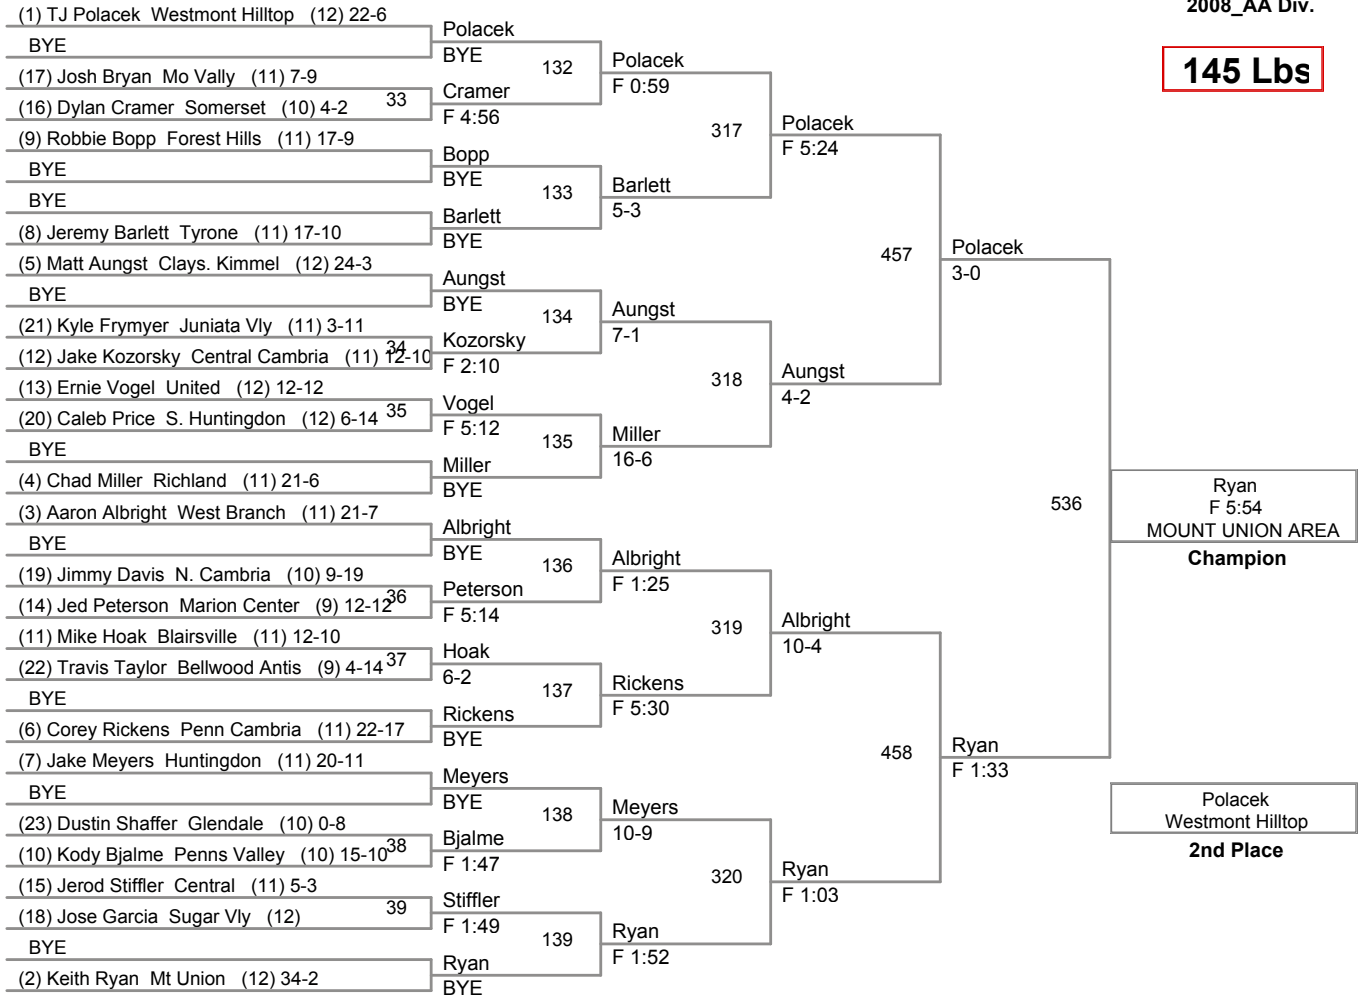 2008_AA Div.
145 Lbs
(1) TJ Polacek Westmont Hilltop (12) 22-6
BYE
(17) Josh Bryan Mo Vally (11) 7-9
(16) Dylan Cramer Somerset (10) 4-2
33
(9) Robbie Bopp Forest Hills (11) 17-9
BYE
BYE
(8) Jeremy Barlett Tyrone (11) 17-10
(5) Matt Aungst Clays. Kimmel (12) 24-3
BYE
(21) Kyle Frymyer Juniata Vly (11) 3-11
(12) Jake Kozorsky Central Cambria (11) 12-10
34
(13) Ernie Vogel United (12) 12-12
(20) Caleb Price S. Huntingdon (12) 6-14
35
BYE
(4) Chad Miller Richland (11) 21-6
(3) Aaron Albright West Branch (11) 21-7
BYE
(19) Jimmy Davis N. Cambria (10) 9-19
(14) Jed Peterson Marion Center (9) 12-12
36
(11) Mike Hoak Blairsville (11) 12-10
(22) Travis Taylor Bellwood Antis (9) 4-14
37
BYE
(6) Corey Rickens Penn Cambria (11) 22-17
(7) Jake Meyers Huntingdon (11) 20-11
BYE
(23) Dustin Shaffer Glendale (10) 0-8
(10) Kody Bjalme Penns Valley (10) 15-10
38
(15) Jerod Stiffler Central (11) 5-3
(18) Jose Garcia Sugar Vly (12)
39
BYE
(2) Keith Ryan Mt Union (12) 34-2
Polacek
BYE
132
Cramer
F 4:56
Bopp
BYE
133
Barlett
BYE
Aungst
BYE
134
Kozorsky
F 2:10
Vogel
F 5:12
135
Miller
BYE
Albright
BYE
136
Peterson
F 5:14
Hoak
6-2
137
Rickens
BYE
Meyers
BYE
138
Bjalme
F 1:47
Stiffler
F 1:49
139
Ryan
BYE
Polacek
F 0:59
317
Barlett
5-3
Aungst
7-1
318
Miller
16-6
Albright
F 1:25
319
Rickens
F 5:30
Meyers
10-9
320
Ryan
F 1:52
Polacek
F 5:24
457
Aungst
4-2
Albright
10-4
458
Ryan
F 1:03
Polacek
3-0
536
Ryan
F 1:33
Ryan
F 5:54
MOUNT UNION AREA
Champion
Polacek
Westmont Hilltop
2nd Place